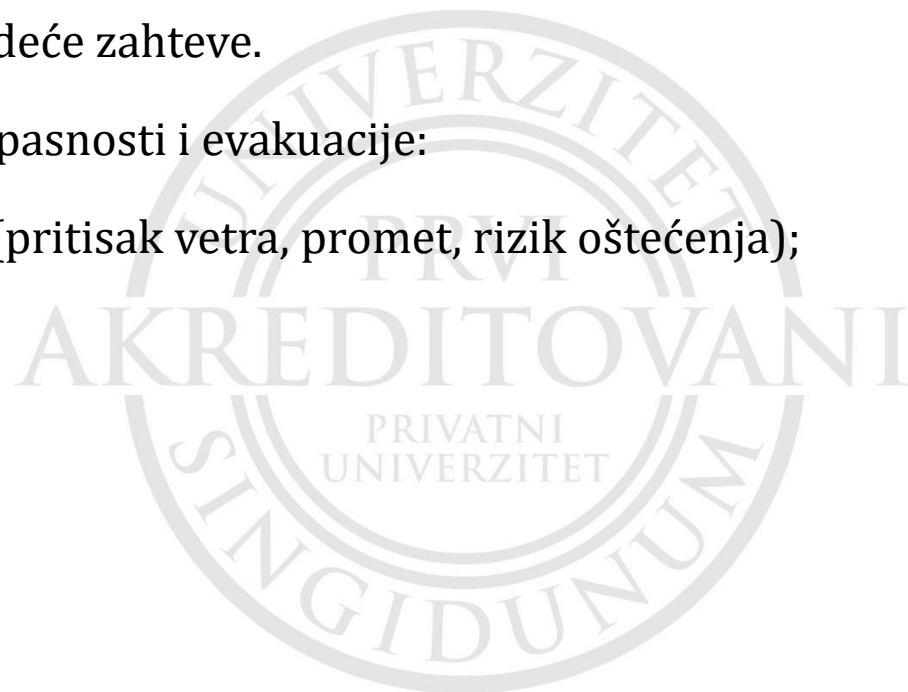 deće zahteve.
pasnosti i evakuacije:
(pritisak vetra, promet, rizik oštećenja);
UNIVERZITET
PRVI
AKREDITOVANI
PRIVATNI
UNIVERZITET
SINGIDUNUM